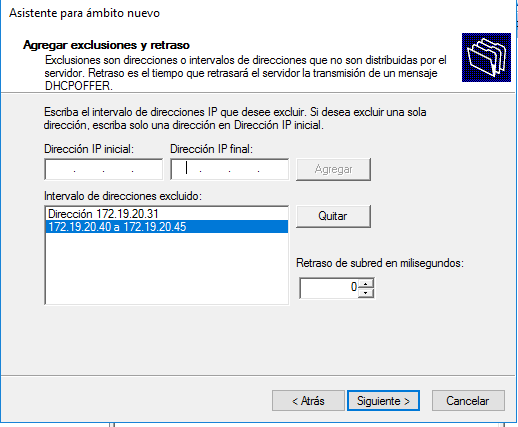 Asistente para ámbito nuevo
Agregar exclusiones y retraso
Exclusiones son direcciones o intervalos de direcciones que no son distribuidas por el
servidor. Retraso es el tiempo que retrasará el servidor la transmisión de un mensaje
DHCPOFFER.
Escriba el intervalo de direcciones IP que desee excluir. Si desea excluir una sola
dirección, escriba solo una dirección en Dirección IP inicial.
Dirección IP inicial: Dirección IP final:
. . . . . . Agregar
Intervalo de direcciones excluido:
Dirección 172.19.20.31 Quitar
172.19.20.40 a 172.19.20.45
Retraso de subred en milisegundos:
0
< Atrás Siguiente > Cancelar